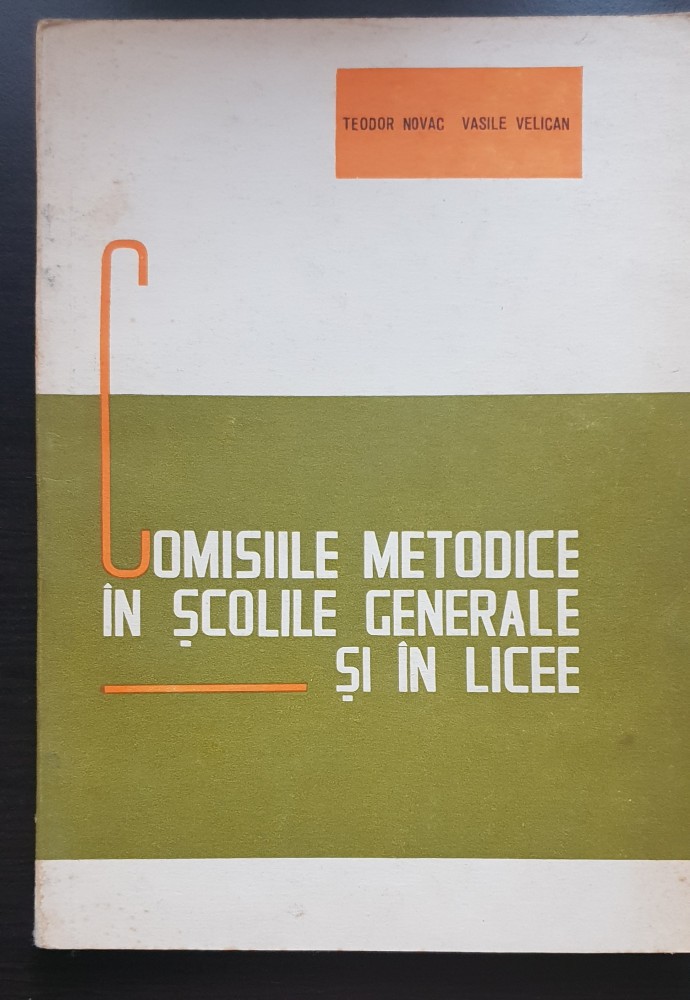 TEODOR NOVAC VASILE VELICAN
COMISIILE METODICE
ÎN ȘCOLILE GENERALE
ȘI ÎN LICEE